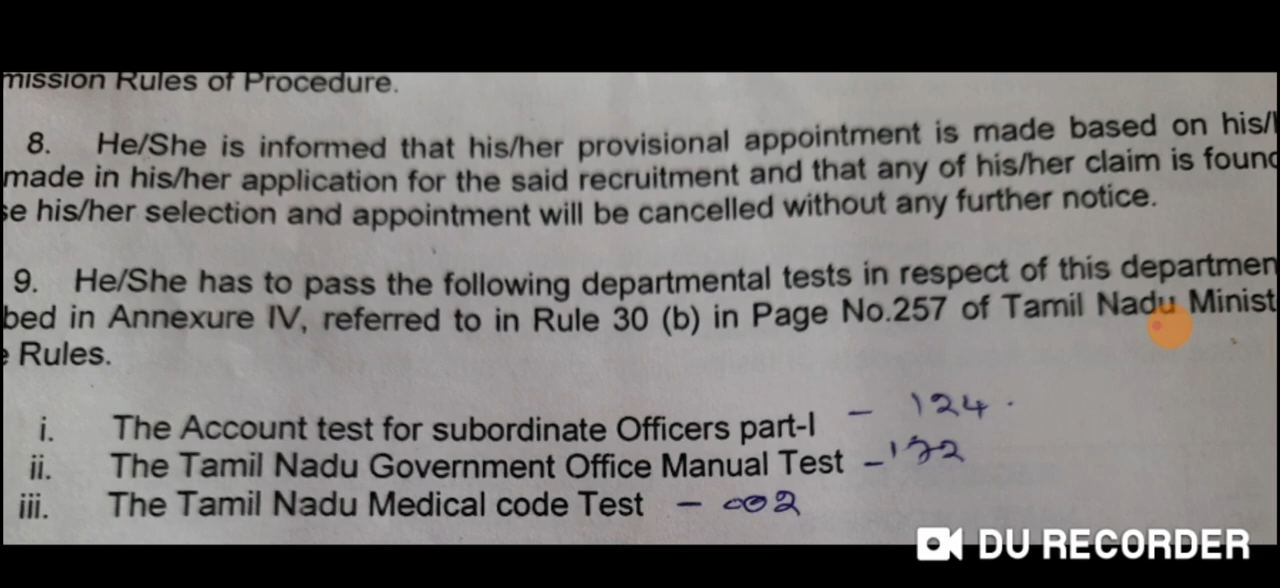 mission Rules of Procedure.
8. He/She is informed that his/her provisional appointment is made based on his/
made in his/her application for the said recruitment and that any of his/her claim is found
se his/her selection and appointment will be cancelled without any further notice.
9. He/She has to pass the following departmental tests in respect of this departmen
bed in Annexure IV, referred to in Rule 30 (b) in Page No.257 of Tamil Nadu Minist
e Rules.
i. The Account test for subordinate Officers part-I – 124.
ii. The Tamil Nadu Government Office Manual Test – 172
iii. The Tamil Nadu Medical code Test – 002
DU RECORDER